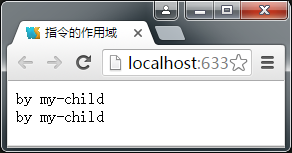 指令的作用域
localhost:633
by my-child
by my-child